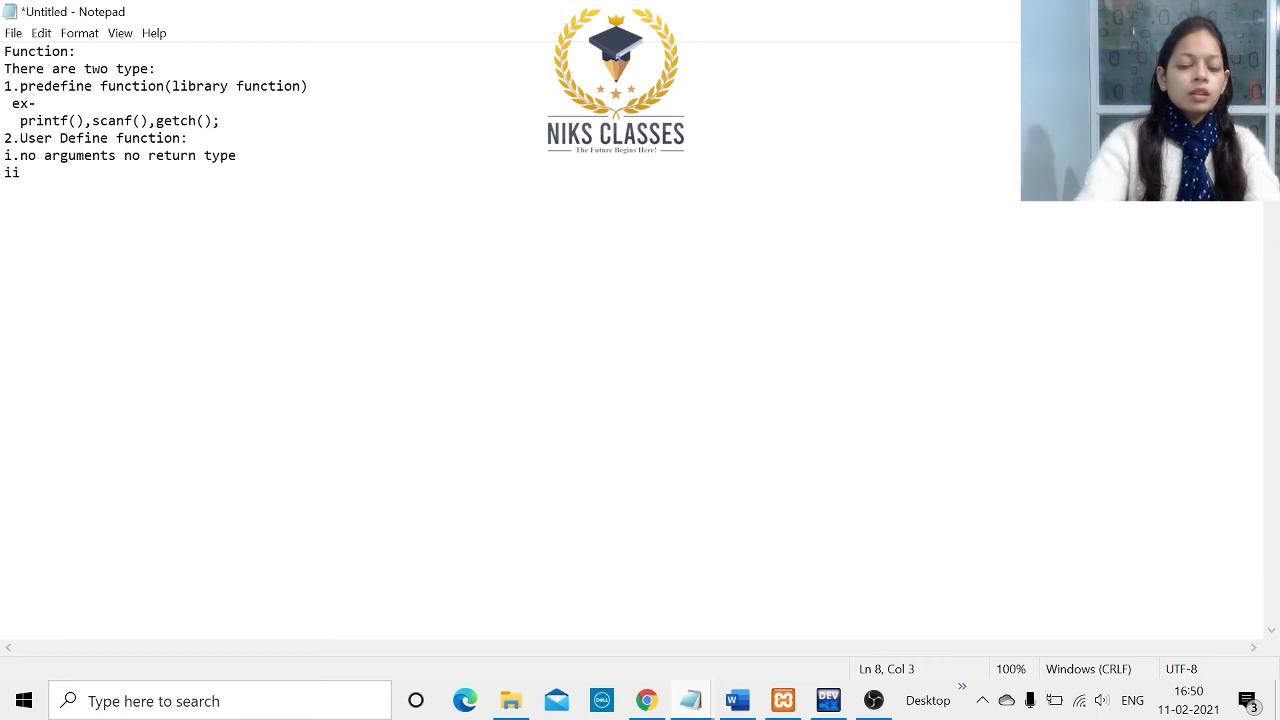 *Untitled - Notepad
File Edit Format View Help
Function:
There are two type:
1.predefine function(library function)
ex-
printf(),scanf(),getch();
2.User Define function:
i.no arguments no return type
ii
NIKS CLASSES
The Future Begins Here!
Ln 8, Col 3 100% Windows (CRLF) UTF-8
Type here to search
DELL
W
DEV
Desktop
»
ENG
16:50
11-02-2021
3